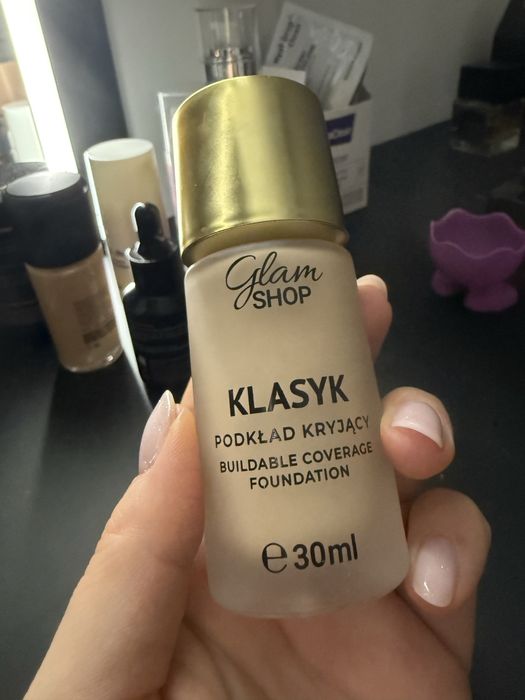 Glam
SHOP
KLASYK
PODKŁAD KRYJĄCY
BUILDABLE COVERAGE
FOUNDATION
e 30ml